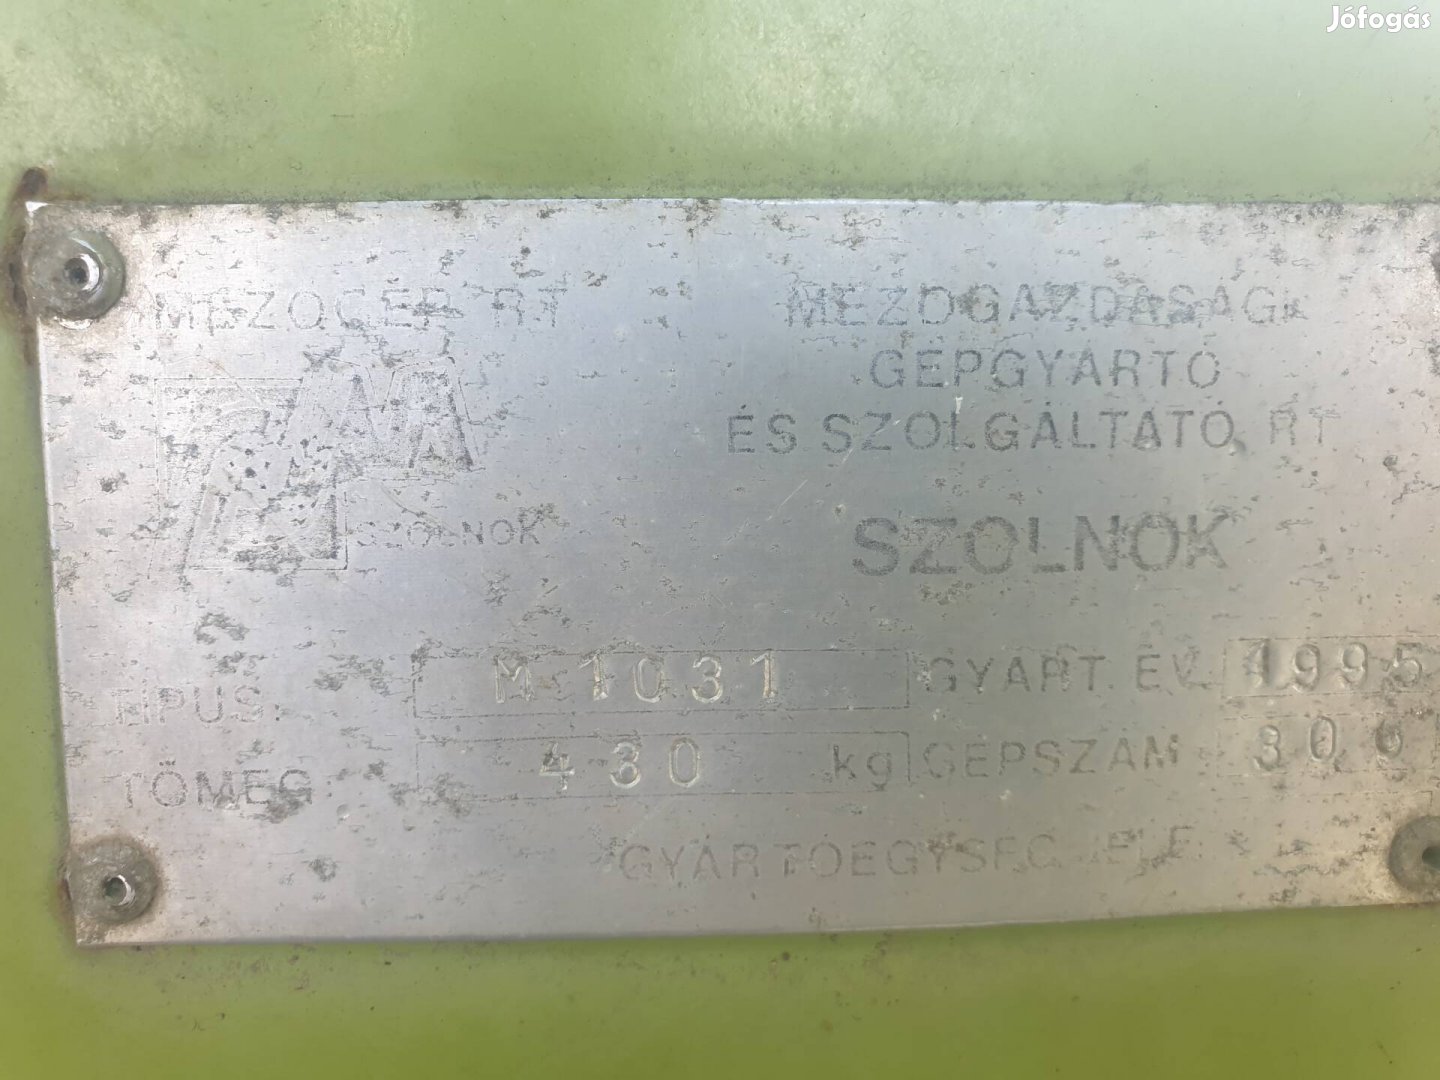 Jófogás
MEZŐGÉP RT
MEZŐGAZDASÁGI
GÉPGYÁRTÓ
ÉS SZOLGÁLTATÓ RT
SZOLNOK
SZOLNOK
TÍPUS: M 1031 GYÁRT. ÉV 1995
TÖMEG: 430 kg GÉPSZÁM
GYÁRTÓEGYSÉG JELE